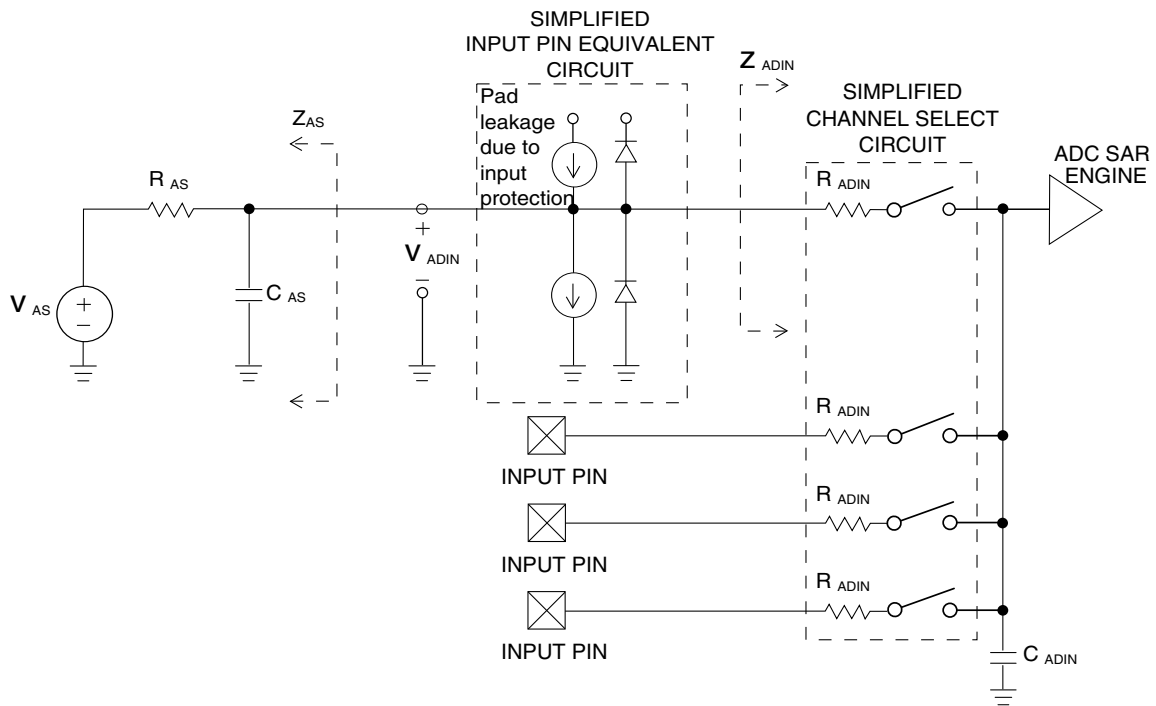 SIMPLIFIED
INPUT PIN EQUIVALENT
CIRCUIT
Pad
leakage
due to
input
protection
Z ADIN
SIMPLIFIED
CHANNEL SELECT
CIRCUIT
ADC SAR
ENGINE
ZAS
R AS
R ADIN
+
V ADIN
–
C AS
+
–
V AS
R ADIN
INPUT PIN
R ADIN
INPUT PIN
R ADIN
INPUT PIN
C ADIN